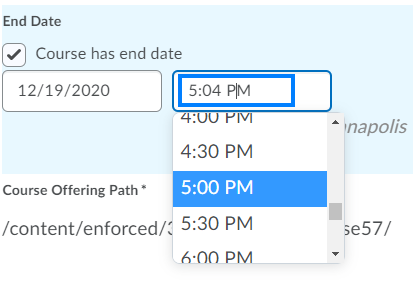 End Date
Course has end date
12/19/2020 5:04 PM
4:00 PM
napolis
4:30 PM
5:00 PM
Course Offering Path *
5:30 PM
/content/enforced/ se57/
6:00 PM